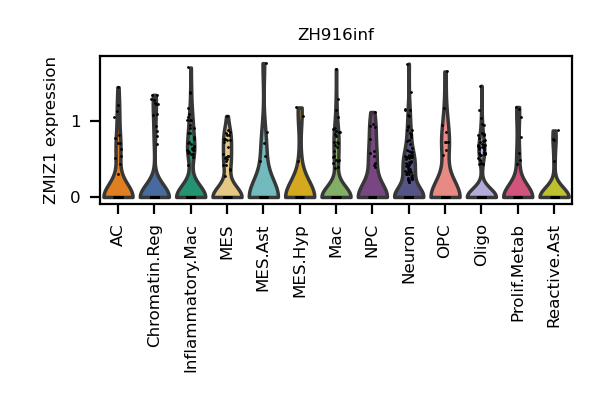 ZH916inf
ZMIZ1 expression
1
0
AC
Chromatin.Reg
Inflammatory.Mac
MES
MES.Ast
MES.Hyp
Mac
NPC
Neuron
OPC
Oligo
Prolif.Metab
Reactive.Ast